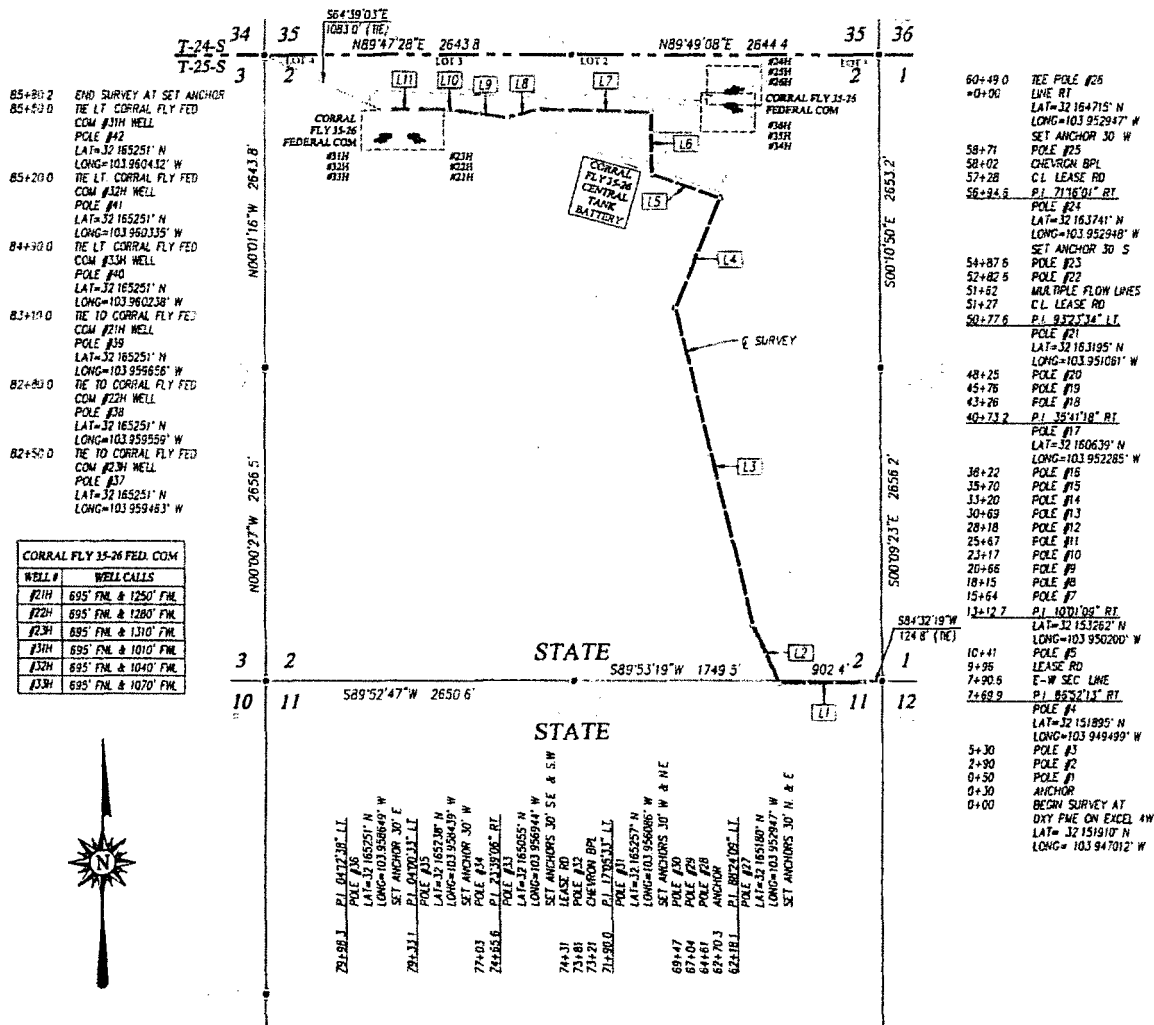 34 35
S64°39'03"E
1083.0' (TIE)
N89°47'28"E 2643.8
N89°49'08"E 2644.4
35 36
T-24-S
T-25-S
3 2
LOT 4
LOT 3
LOT 2
LOT 1
2 1
85+80.2 END SURVEY AT SET ANCHOR
85+50.0 TIE LT CORRAL FLY FED
COM #31H WELL
POLE #42
LAT=32.165251° N
LONG=103.960432° W
85+20.0 TIE LT. CORRAL FLY FED
COM #32H WELL
POLE #41
LAT=32.165251° N
LONG=103.960335° W
84+90.0 TIE LT CORRAL FLY FED
COM #33H WELL
POLE #40
LAT=32.165251° N
LONG=103.960238° W
83+10.0 TIE TO CORRAL FLY FED
COM #21H WELL
POLE #39
LAT=32.165251° N
LONG=103.959656° W
82+80.0 TIE TO CORRAL FLY FED
COM #22H WELL
POLE #38
LAT=32.165251° N
LONG=103.959559° W
82+50.0 TIE TO CORRAL FLY FED
COM #23H WELL
POLE #37
LAT=32.165251° N
LONG=103.959463° W
CORRAL FLY 35-26 FED. COM
WELL # WELL CALLS
#21H 695' FNL & 1250' FWL
#22H 695' FNL & 1280' FWL
#23H 695' FNL & 1310' FWL
#31H 695' FNL & 1010' FWL
#32H 695' FNL & 1040' FWL
#33H 695' FNL & 1070' FWL
L11
L10
L9
L8
L7
CORRAL
FLY 35-26
FEDERAL COM
#31H
#32H
#33H
#23H
#22H
#21H
#24H
#25H
#26H
CORRAL FLY 35-26
FEDERAL COM
#36H
#35H
#34H
L6
CORRAL
FLY 35-26
CENTRAL
TANK
BATTERY
L5
L4
℄ SURVEY
L3
L2
L1
N00°01'16"W 2643.8'
N00°00'27"W 2656.5'
S00°10'50"E 2653.2'
S00°09'23"E 2656.2'
S84°32'19"W
124.8' (TIE)
STATE
3 2
S89°53'19"W 1749.5'
902.4'
2 1
10 11
S89°52'47"W 2650.6'
11 12
STATE
60+49.0 TEE POLE #26
=0+00 LINE RT
LAT=32.164715° N
LONG=103.952947° W
SET ANCHOR 30 W
58+71 POLE #25
58+02 CHEVRON BPL
57+28 C.L. LEASE RD
56+94.6 P.I. 71°16'01" RT
POLE #24
LAT=32.163741° N
LONG=103.952948° W
SET ANCHOR 30 S
54+87.6 POLE #23
52+82.6 POLE #22
51+62 MULTIPLE FLOW LINES
51+27 C.L. LEASE RD
50+77.6 P.I. 93°23'34" LT
POLE #21
LAT=32.163195° N
LONG=103.951061° W
48+25 POLE #20
45+76 POLE #19
43+26 POLE #18
40+73.2 P.I. 35°41'18" RT
POLE #17
LAT=32.160639° N
LONG=103.952285° W
38+22 POLE #16
35+70 POLE #15
33+20 POLE #14
30+69 POLE #13
28+18 POLE #12
25+67 POLE #11
23+17 POLE #10
20+66 POLE #9
18+15 POLE #8
15+64 POLE #7
13+12.7 P.I. 10°01'09" RT
LAT=32.153262° N
LONG=103.950200° W
10+41 POLE #5
9+96 LEASE RD
7+90.6 E-W SEC LINE
7+69.9 P.I. 86°52'13" RT
POLE #4
LAT=32.151895° N
LONG=103.949499° W
5+30 POLE #3
2+90 POLE #2
0+50 POLE #1
0+30 ANCHOR
0+00 BEGIN SURVEY AT
OXY PME ON EXCEL 4W
LAT= 32.151910° N
LONG= 103.947012° W
79+98.3 P.I. 04°12'38" LT
POLE #36
LAT=32.165251° N
LONG=103.958649° W
SET ANCHOR 30' E
79+33.1 P.I. 04°00'33" LT
POLE #35
LAT=32.165238° N
LONG=103.958439° W
SET ANCHOR 30' W
77+03 POLE #34
74+65.6 P.I. 23°39'06" RT
POLE #33
LAT=32.165055° N
LONG=103.956944° W
SET ANCHORS 30' SE & SW
74+31 LEASE RD
73+81 POLE #32
73+21 CHEVRON BPL
71+90.0 P.I. 17°05'33" LT
POLE #31
LAT=32.165257° N
LONG=103.956086° W
SET ANCHORS 30' W & NE
69+47 POLE #30
67+04 POLE #29
64+61 POLE #28
62+70.3 ANCHOR
62+18.1 P.I. 88°24'09" LT
POLE #27
LAT=32.165180° N
LONG=103.952947° W
SET ANCHORS 30' N. & E
N